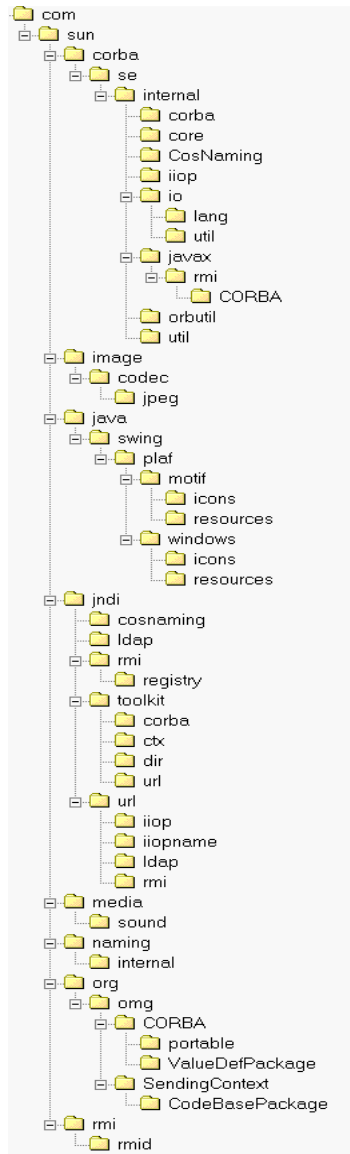 com
sun
corba
se
internal
corba
core
CosNaming
iiop
io
lang
util
javax
rmi
CORBA
orbutil
util
image
codec
jpeg
java
swing
plaf
motif
icons
resources
windows
icons
resources
jndi
cosnaming
ldap
rmi
registry
toolkit
corba
ctx
dir
url
url
iiop
iiopname
ldap
rmi
media
sound
naming
internal
org
omg
CORBA
portable
ValueDefPackage
SendingContext
CodeBasePackage
rmi
rmid